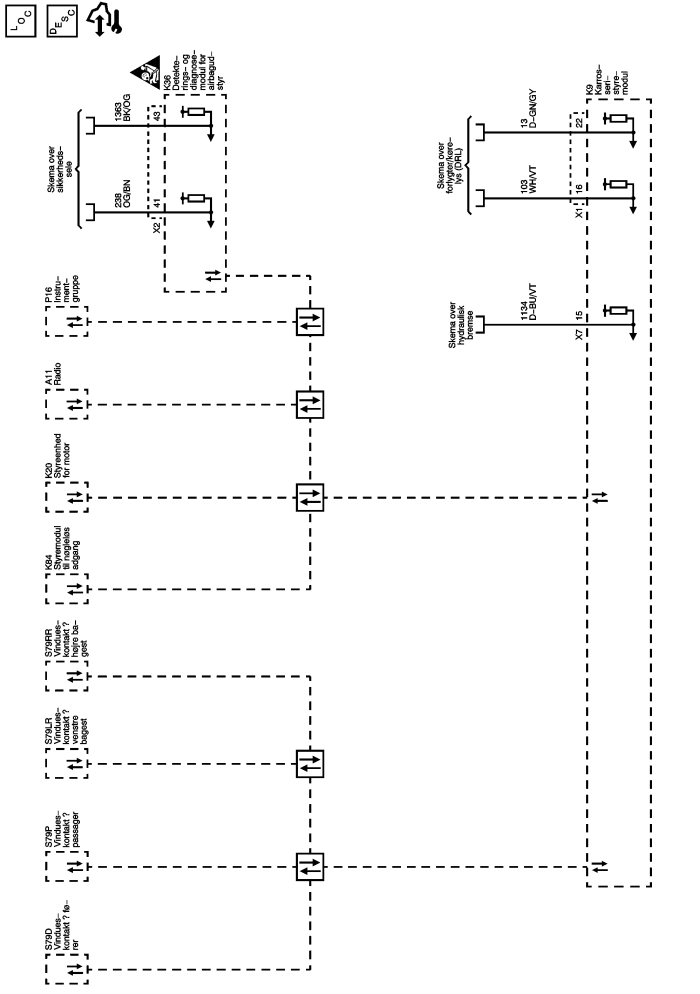 LOC
DESC
K36
Detekte-
rings- og
diagnose-
modul for
airbagud-
styr
Skema over
sikkerheds-
sele
1363
BK/OG
43
238
OG/BN
41
X2
K9
Karros-
seri-
styre-
modul
Skema over
forlygter/køre-
lys (DRL)
13
D-GN/GY
22
103
WH/VT
16
X1
Skema over
hydraulisk
bremse
1134
D-BU/VT
15
X7
P16
Instru-
ment-
gruppe
A11
Radio
K20
Styreenhed
for motor
K84
Styremodul
til nøgleløs
adgang
S79RR
Vindues-
kontakt ?
højre ba-
gest
S79LR
Vindues-
kontakt ?
venstre
bagest
S79P
Vindues-
kontakt ?
passager
S79D
Vindues-
kontakt ? fø-
rer